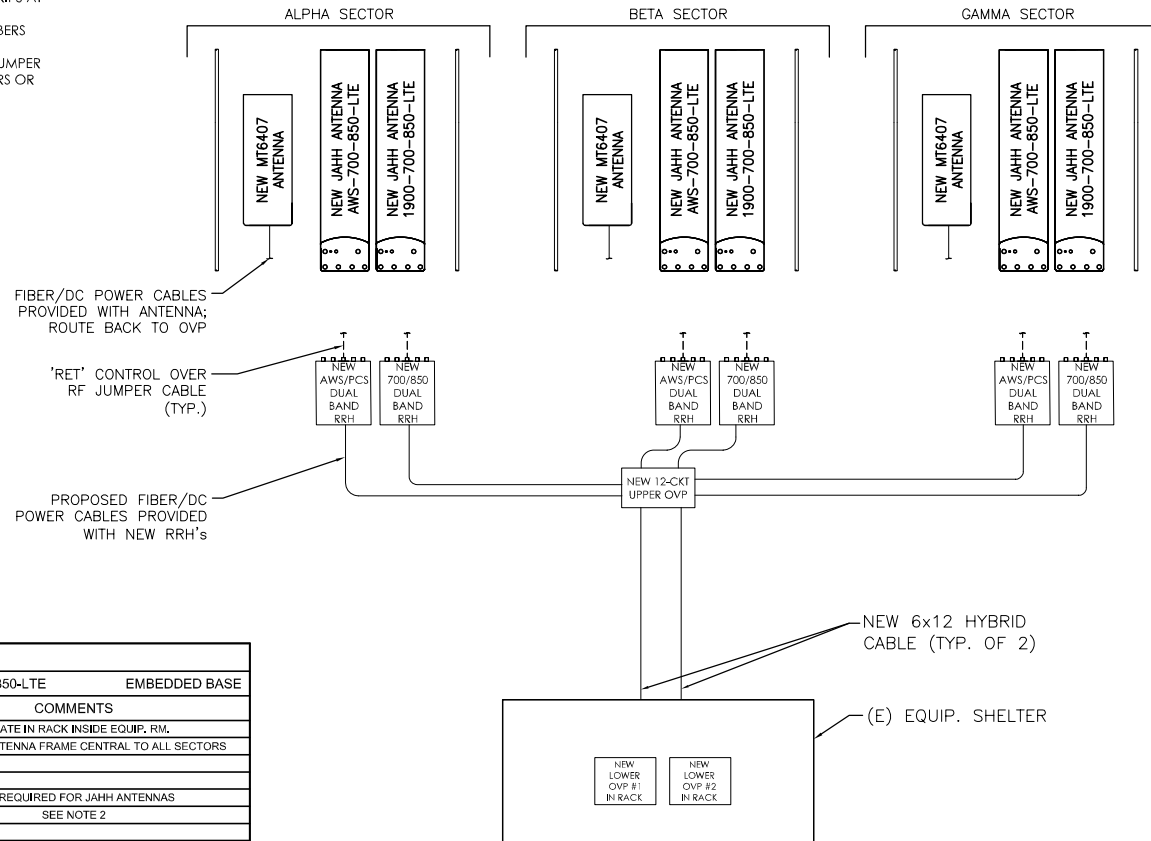 BERS
UMPER
RS OR
ALPHA SECTOR
BETA SECTOR
GAMMA SECTOR
NEW MT6407
ANTENNA
NEW JAHH ANTENNA
AWS-700-850-LTE
NEW JAHH ANTENNA
1900-700-850-LTE
NEW MT6407
ANTENNA
NEW JAHH ANTENNA
AWS-700-850-LTE
NEW JAHH ANTENNA
1900-700-850-LTE
NEW MT6407
ANTENNA
NEW JAHH ANTENNA
AWS-700-850-LTE
NEW JAHH ANTENNA
1900-700-850-LTE
FIBER/DC POWER CABLES
PROVIDED WITH ANTENNA;
ROUTE BACK TO OVP
'RET' CONTROL OVER
RF JUMPER CABLE
(TYP.)
NEW
AWS/PCS
DUAL
BAND
RRH
NEW
700/850
DUAL
BAND
RRH
NEW
AWS/PCS
DUAL
BAND
RRH
NEW
700/850
DUAL
BAND
RRH
NEW
AWS/PCS
DUAL
BAND
RRH
NEW
700/850
DUAL
BAND
RRH
NEW 12-CKT
UPPER OVP
PROPOSED FIBER/DC
POWER CABLES PROVIDED
WITH NEW RRH's
NEW 6x12 HYBRID
CABLE (TYP. OF 2)
(E) EQUIP. SHELTER
NEW
LOWER
OVP #1
IN RACK
NEW
LOWER
OVP #2
IN RACK
850-LTE EMBEDDED BASE
COMMENTS
ATE IN RACK INSIDE EQUIP. RM.
TENNA FRAME CENTRAL TO ALL SECTORS
REQUIRED FOR JAHH ANTENNAS
SEE NOTE 2